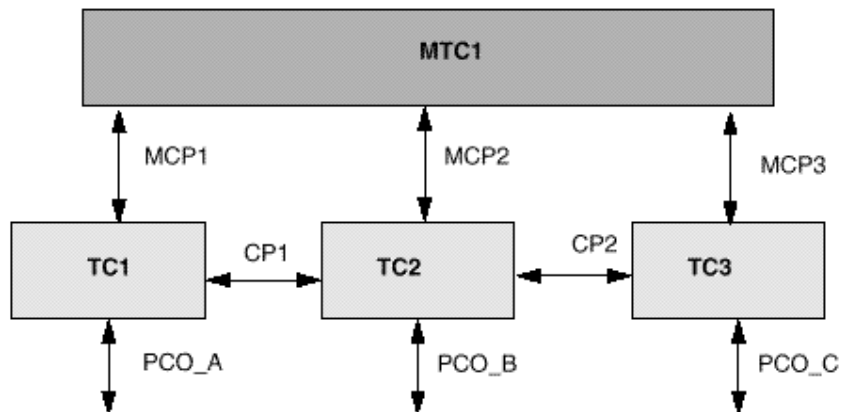 MTC1
MCP1
MCP2
MCP3
TC1
CP1
TC2
CP2
TC3
PCO_A
PCO_B
PCO_C